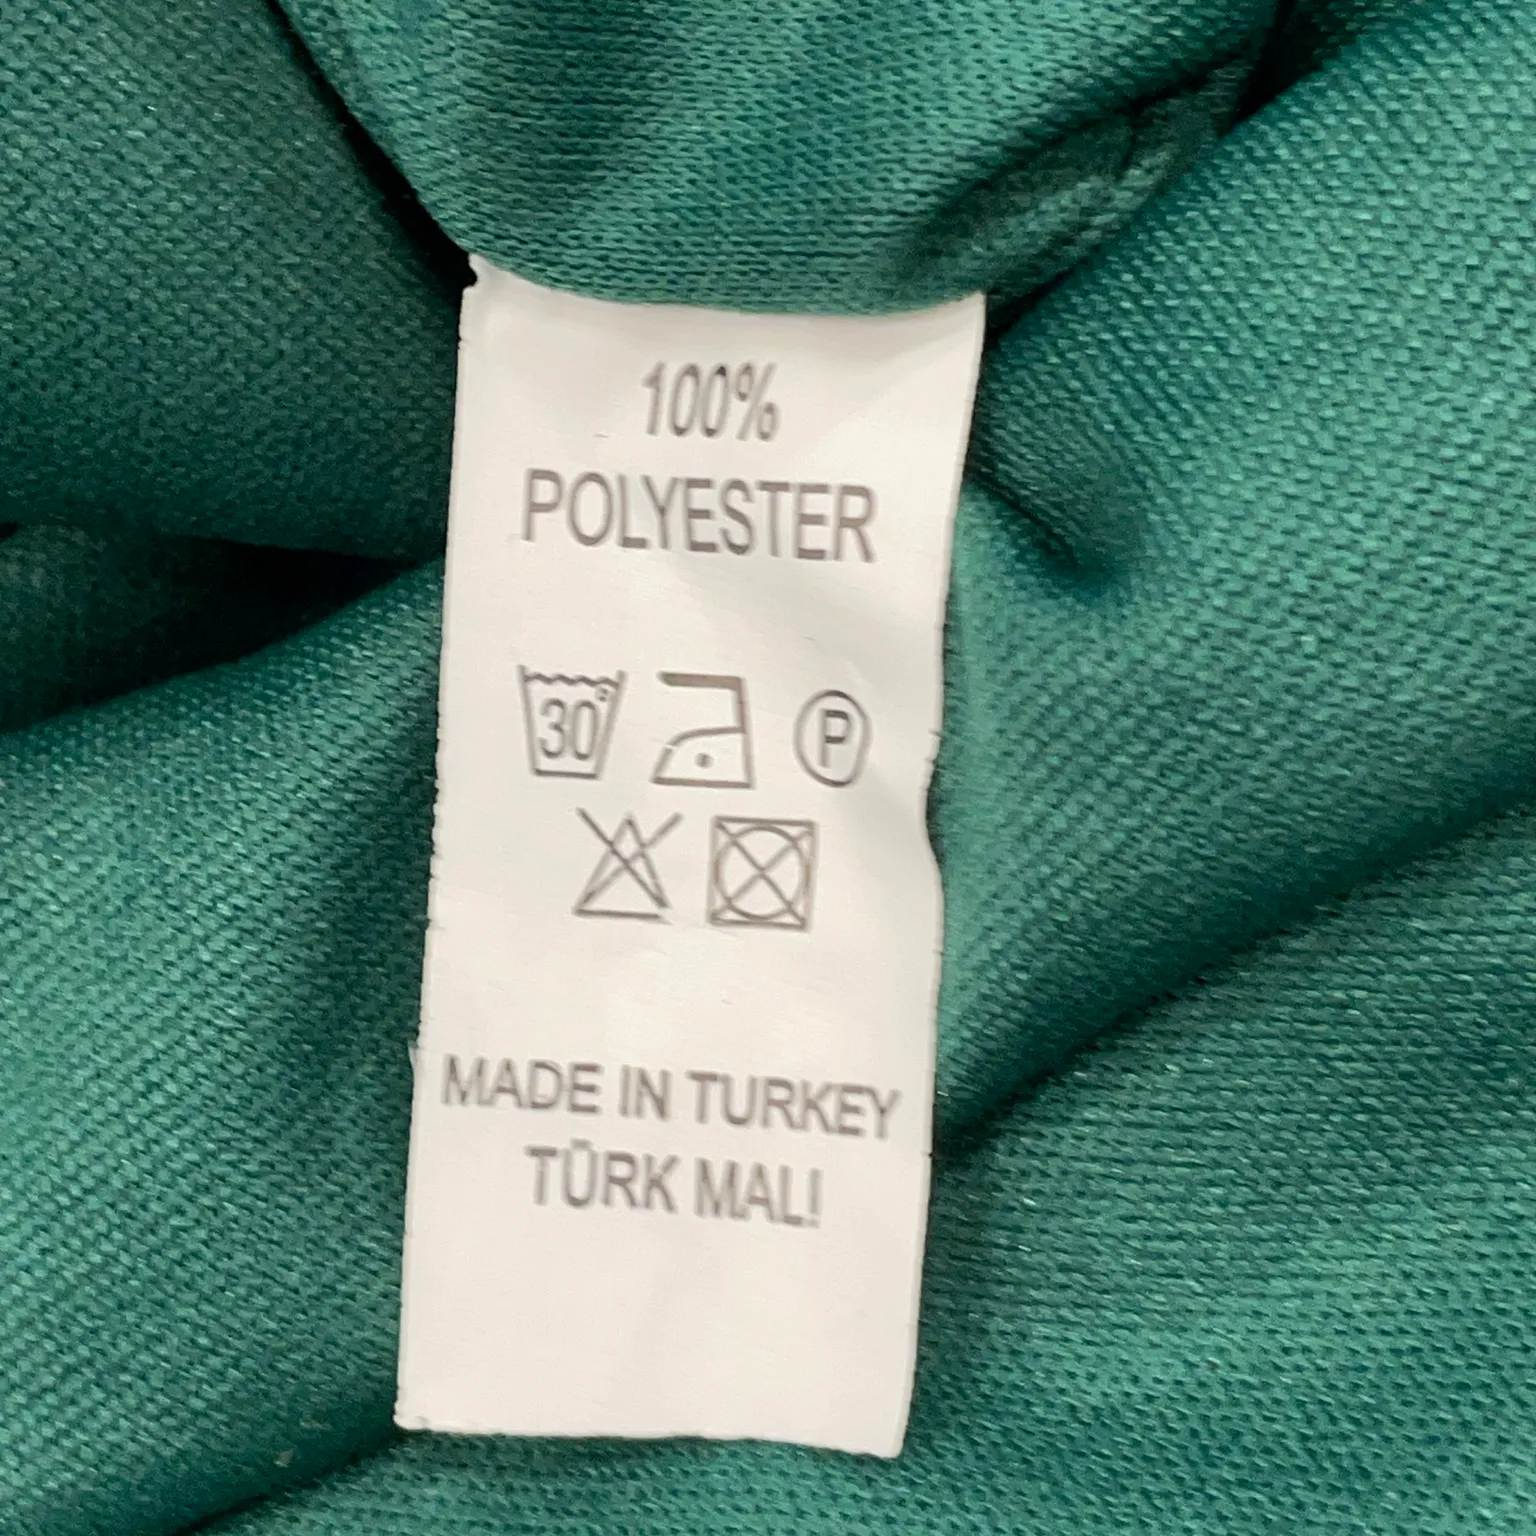 100%
POLYESTER
30°
P
MADE IN TURKEY
TÜRK MALI